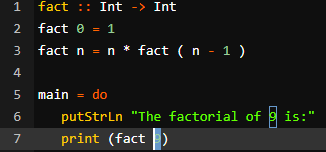 1 fact :: Int -> Int
2 fact 0 = 1
3 fact n = n * fact ( n - 1 )
4
5 main = do
6    putStrLn "The factorial of 9 is:"
7    print (fact 9)